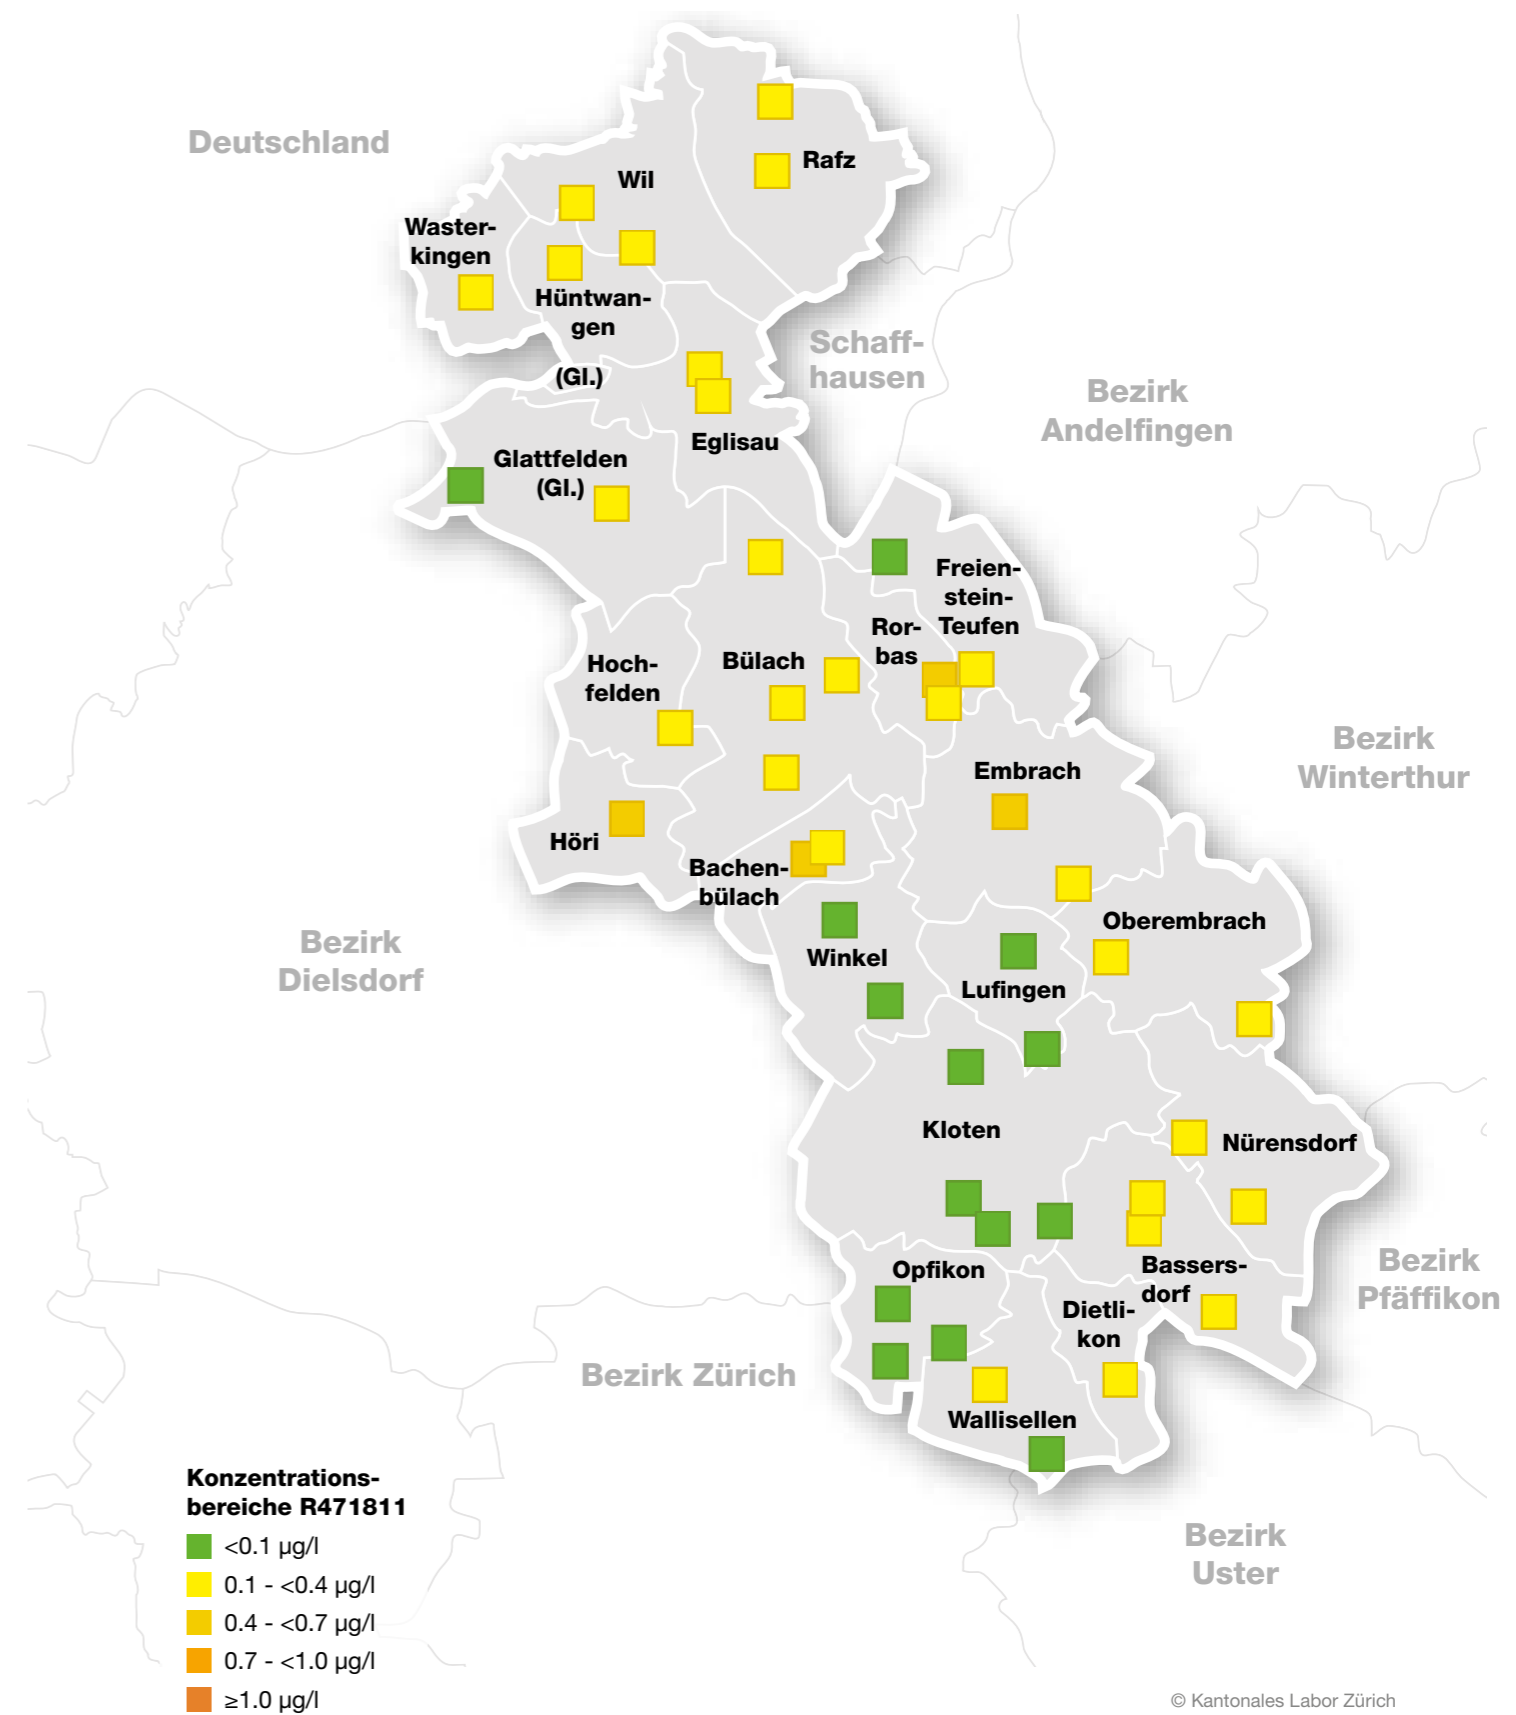 Deutschland
Rafz
Wil
Waster-
kingen
Hüntwan-
gen
Schaff-
hausen
(Gl.)
Bezirk
Andelfingen
Eglisau
Glattfelden
(Gl.)
Freien-
stein-
Teufen
Ror-
bas
Hoch-
felden
Bülach
Bezirk
Winterthur
Embrach
Höri
Bachen-
bülach
Oberembrach
Bezirk
Dielsdorf
Winkel
Lufingen
Kloten
Nürensdorf
Opfikon
Bassers-
dorf
Bezirk
Pfäffikon
Dietli-
kon
Bezirk Zürich
Wallisellen
Bezirk
Uster
Konzentrations-
bereiche R471811
<0.1 µg/l
0.1 - <0.4 µg/l
0.4 - <0.7 µg/l
0.7 - <1.0 µg/l
≥1.0 µg/l
© Kantonales Labor Zürich